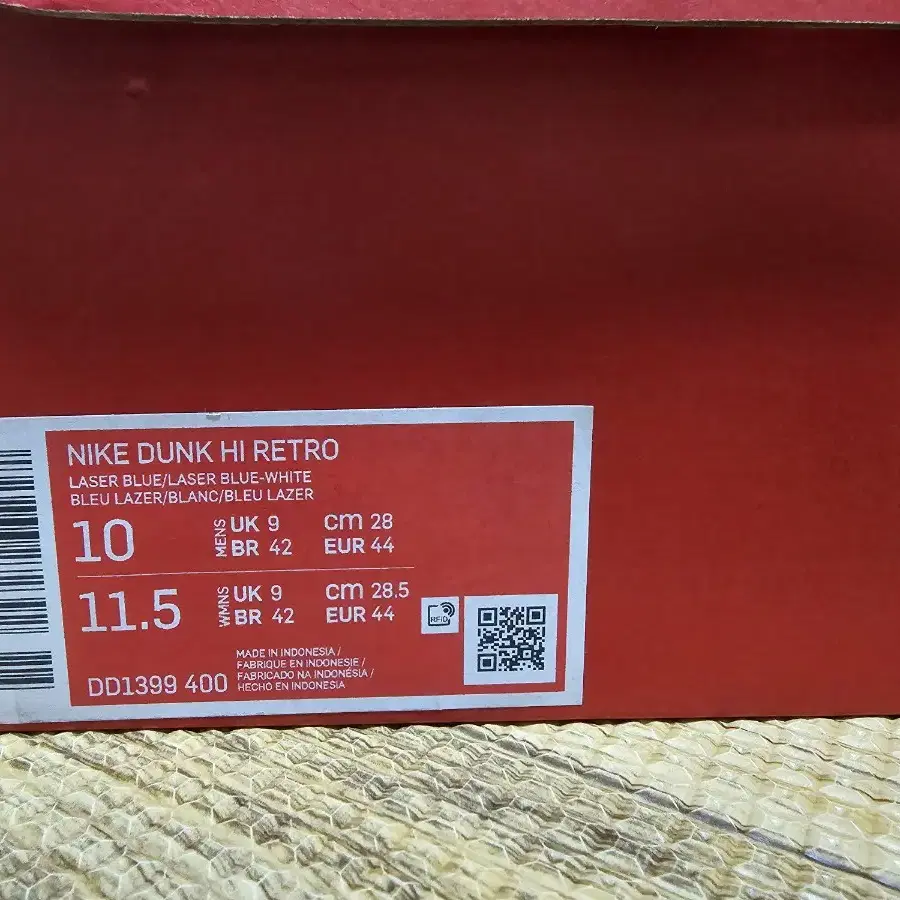 NIKE DUNK HI RETRO
LASER BLUE/LASER BLUE-WHITE
BLEU LAZER/BLANC/BLEU LAZER
10 MENS UK 9 cm 28
BR 42 EUR 44
11.5 WMNS UK 9 cm 28.5
BR 42 EUR 44
RFID
DD1399 400
MADE IN INDONESIA /
FABRIQUE EN INDONESIE /
FABRICADO NA INDONÉSIA /
HECHO EN INDONESIA